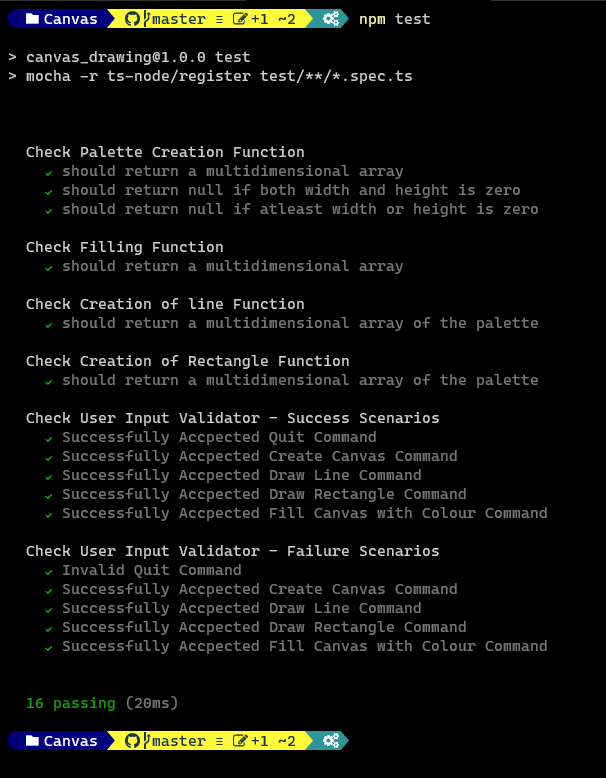 Canvas master ≡ +1 ~2 npm test
> canvas_drawing@1.0.0 test
> mocha -r ts-node/register test/**/*.spec.ts
Check Palette Creation Function
✓ should return a multidimensional array
✓ should return null if both width and height is zero
✓ should return null if atleast width or height is zero
Check Filling Function
✓ should return a multidimensional array
Check Creation of line Function
✓ should return a multidimensional array of the palette
Check Creation of Rectangle Function
✓ should return a multidimensional array of the palette
Check User Input Validator - Success Scenarios
✓ Successfully Accpected Quit Command
✓ Successfully Accpected Create Canvas Command
✓ Successfully Accpected Draw Line Command
✓ Successfully Accpected Draw Rectangle Command
✓ Successfully Accpected Fill Canvas with Colour Command
Check User Input Validator - Failure Scenarios
✓ Invalid Quit Command
✓ Successfully Accpected Create Canvas Command
✓ Successfully Accpected Draw Line Command
✓ Successfully Accpected Draw Rectangle Command
✓ Successfully Accpected Fill Canvas with Colour Command
16 passing (20ms)
Canvas master ≡ +1 ~2